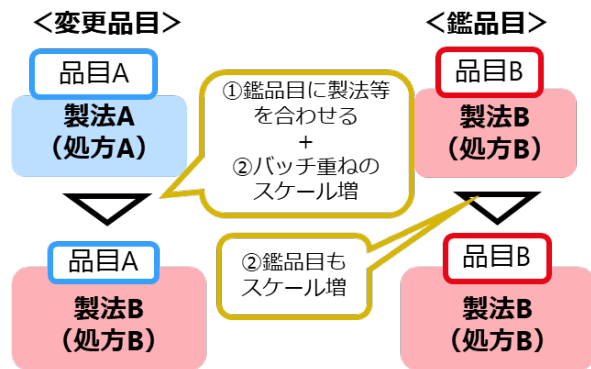 ＜変更品目＞
品目A
製法A
（処方A）
品目A
製法B
（処方B）
①鑑品目に製法等
を合わせる
+
②バッチ重ねの
スケール増
②鑑品目も
スケール増
＜鑑品目＞
品目B
製法B
（処方B）
品目B
製法B
（処方B）